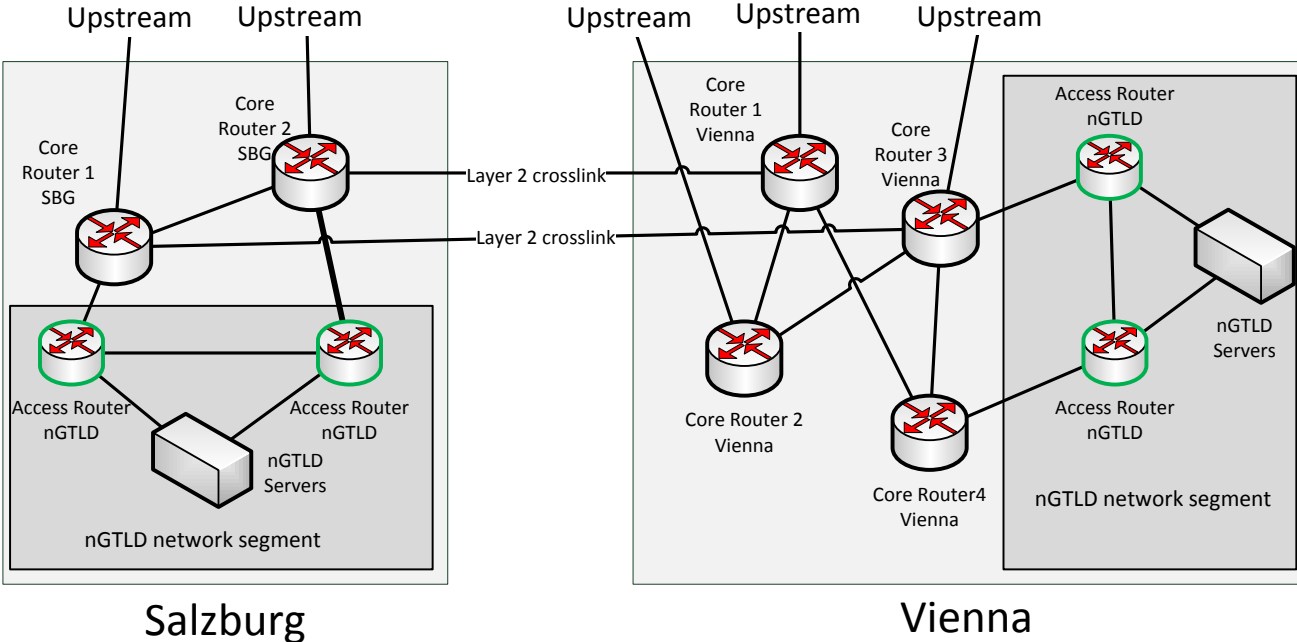 Upstream
Upstream
Upstream
Upstream
Upstream
Core
Router 1
SBG
Core
Router 2
SBG
Layer 2 crosslink
Layer 2 crosslink
Core
Router 1
Vienna
Core
Router 3
Vienna
Access Router
nGTLD
nGTLD
Servers
Access Router
nGTLD
Access Router
nGTLD
nGTLD
Servers
nGTLD network segment
Core Router 2
Vienna
Core Router4
Vienna
Access Router
nGTLD
nGTLD network segment
Salzburg
Vienna